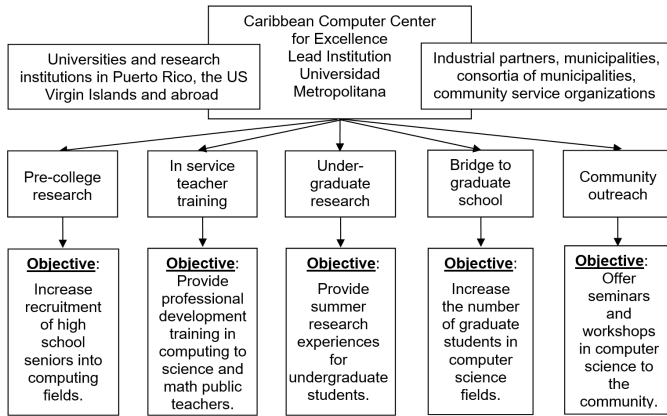 Caribbean Computer Center
for Excellence
Lead Institution
Universidad
Metropolitana
Universities and research
institutions in Puerto Rico, the US
Virgin Islands and abroad
Industrial partners, municipalities,
consortia of municipalities,
community service organizations
Pre-college
research
In service
teacher
training
Under-
graduate
research
Bridge to
graduate
school
Community
outreach
Objective:
Increase
recruitment
of high
school
seniors into
computing
fields.
Objective:
Provide
professional
development
training in
computing to
science and
math public
teachers.
Objective:
Provide
summer
research
experiences
for
undergraduate
students.
Objective:
Increase
the number
of graduate
students in
computer
science
fields.
Objective:
Offer
seminars
and
workshops
in computer
science to
the
community.